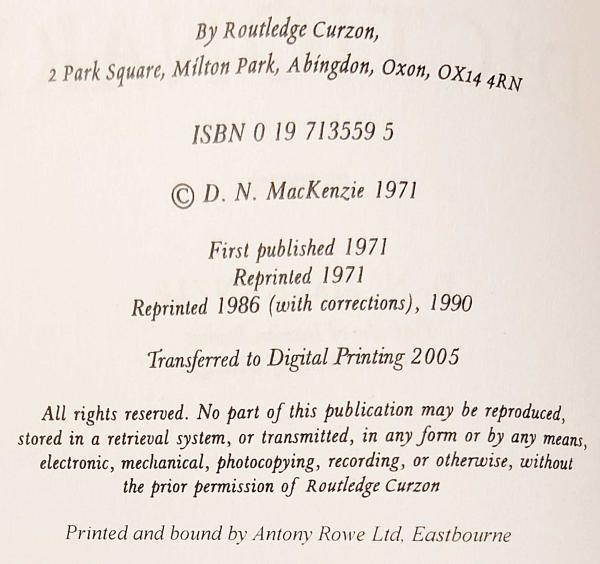 By Routledge Curzon,
2 Park Square, Milton Park, Abingdon, Oxon, OX14 4RN
ISBN 0 19 713559 5
© D. N. MacKenzie 1971
First published 1971
Reprinted 1971
Reprinted 1986 (with corrections), 1990
Transferred to Digital Printing 2005
All rights reserved. No part of this publication may be reproduced,
stored in a retrieval system, or transmitted, in any form or by any means,
electronic, mechanical, photocopying, recording, or otherwise, without
the prior permission of Routledge Curzon
Printed and bound by Antony Rowe Ltd, Eastbourne